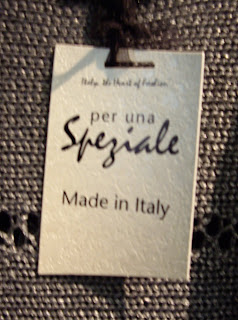 Italy, the Heart of Fashion
per una
Speziale
Made in Italy